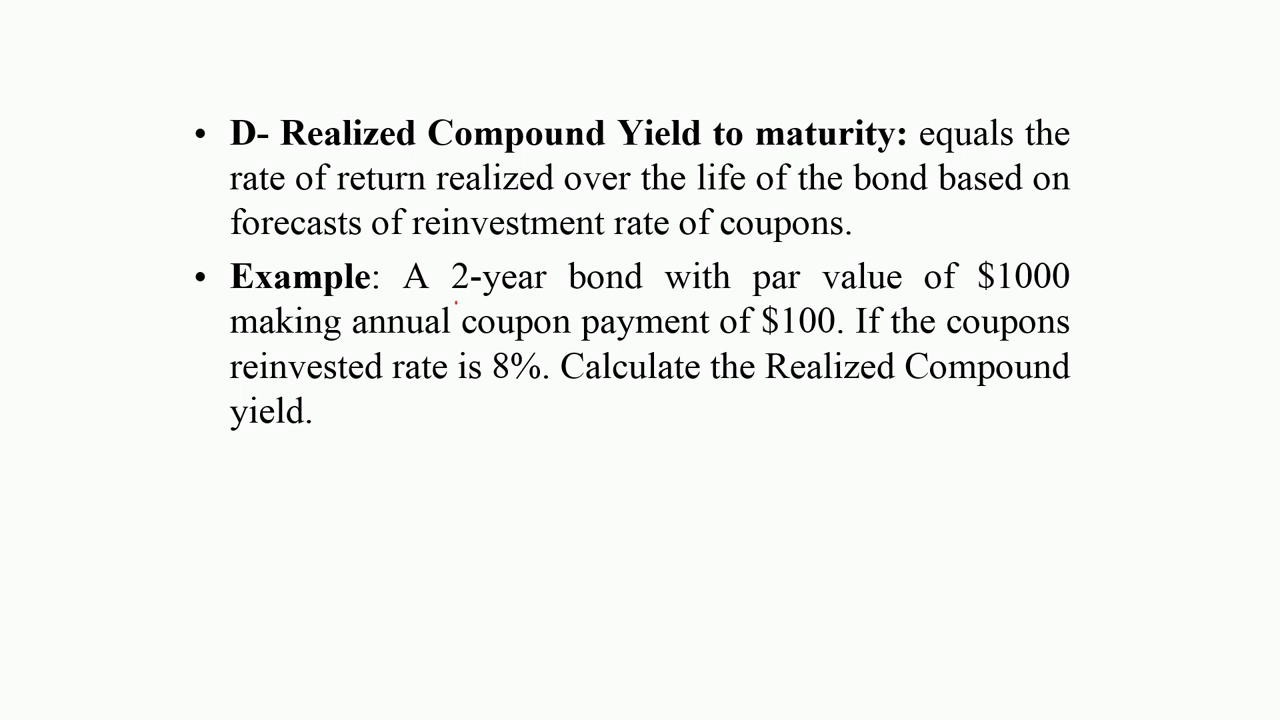 • D- Realized Compound Yield to maturity: equals the
rate of return realized over the life of the bond based on
forecasts of reinvestment rate of coupons.
• Example: A 2-year bond with par value of $1000
making annual coupon payment of $100. If the coupons
reinvested rate is 8%. Calculate the Realized Compound
yield.